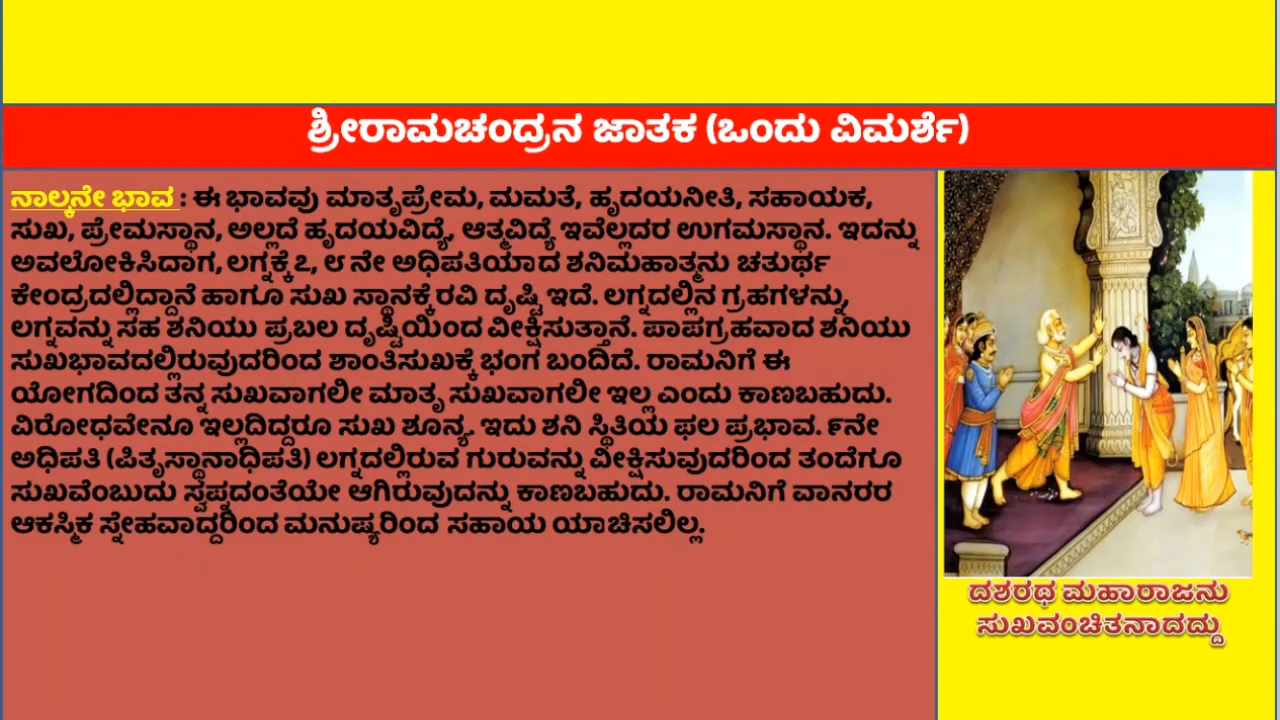 ಶ್ರೀರಾಮಚಂದ್ರನ ಜಾತಕ (ಒಂದು ವಿಮರ್ಶೆ)
ನಾಲ್ಕನೇ ಭಾವ : ಈ ಭಾವವು ಮಾತೃಪ್ರೇಮ, ಮಮತೆ, ಹೃದಯನೀತಿ, ಸಹಾಯಕ,
ಸುಖ, ಪ್ರೇಮಸ್ಥಾನ, ಅಲ್ಲದೆ ಹೃದಯವಿದ್ಯೆ, ಆತ್ಮವಿದ್ಯೆ ಇವೆಲ್ಲದರ ಉಗಮಸ್ಥಾನ. ಇದನ್ನು
ಅವಲೋಕಿಸಿದಾಗ, ಲಗ್ನಕ್ಕೆ ೭, ೮ ನೇ ಅಧಿಪತಿಯಾದ ಶನಿಮಹಾತ್ಮನು ಚತುರ್ಥ
ಕೇಂದ್ರದಲ್ಲಿದ್ದಾನೆ ಹಾಗೂ ಸುಖ ಸ್ಥಾನಕ್ಕೆ ರವಿ ದೃಷ್ಟಿ ಇದೆ. ಲಗ್ನದಲ್ಲಿನ ಗ್ರಹಗಳನ್ನು,
ಲಗ್ನವನ್ನು ಸಹ ಶನಿಯು ಪ್ರಬಲ ದೃಷ್ಟಿಯಿಂದ ವೀಕ್ಷಿಸುತ್ತಾನೆ. ಪಾಪಗ್ರಹವಾದ ಶನಿಯು
ಸುಖಭಾವದಲ್ಲಿರುವುದರಿಂದ ಶಾಂತಿಸುಖಕ್ಕೆ ಭಂಗ ಬಂದಿದೆ. ರಾಮನಿಗೆ ಈ
ಯೋಗದಿಂದ ತನ್ನ ಸುಖವಾಗಲೀ ಮಾತೃ ಸುಖವಾಗಲೀ ಇಲ್ಲ ಎಂದು ಕಾಣಬಹುದು.
ವಿರೋಧವೇನೂ ಇಲ್ಲದಿದ್ದರೂ ಸುಖ ಶೂನ್ಯ. ಇದು ಶನಿ ಸ್ಥಿತಿಯ ಫಲ ಪ್ರಭಾವ. ೯ನೇ
ಅಧಿಪತಿ (ಪಿತೃಸ್ಥಾನಾಧಿಪತಿ) ಲಗ್ನದಲ್ಲಿರುವ ಗುರುವನ್ನು ವೀಕ್ಷಿಸುವುದರಿಂದ ತಂದೆಗೂ
ಸುಖವೆಂಬುದು ಸ್ವಪ್ನದಂತೆಯೇ ಆಗಿರುವುದನ್ನು ಕಾಣಬಹುದು. ರಾಮನಿಗೆ ವಾನರರ
ಆಕಸ್ಮಿಕ ಸ್ನೇಹವಾದ್ದರಿಂದ ಮನುಷ್ಯರಿಂದ ಸಹಾಯ ಯಾಚಿಸಲಿಲ್ಲ.
ದಶರಥ ಮಹಾರಾಜನು
ಸುಖವಂಚಿತನಾದದ್ದು